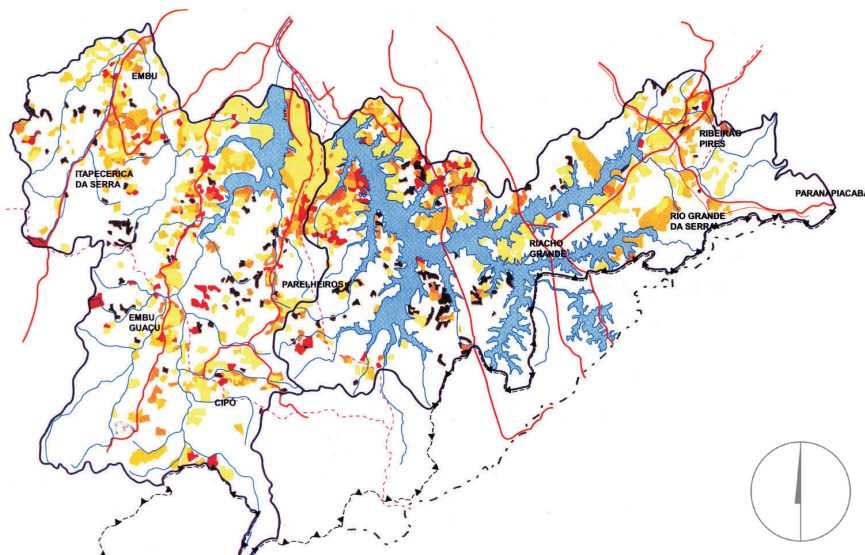 EMBU
ITAPECERICA
DA SERRA
RIBEIRÃO
PIRES
PARANAPIACABA
RIO GRANDE
DA SERRA
RIACHO
GRANDE
PARELHEIROS
EMBU
GUAÇU
CIPÓ